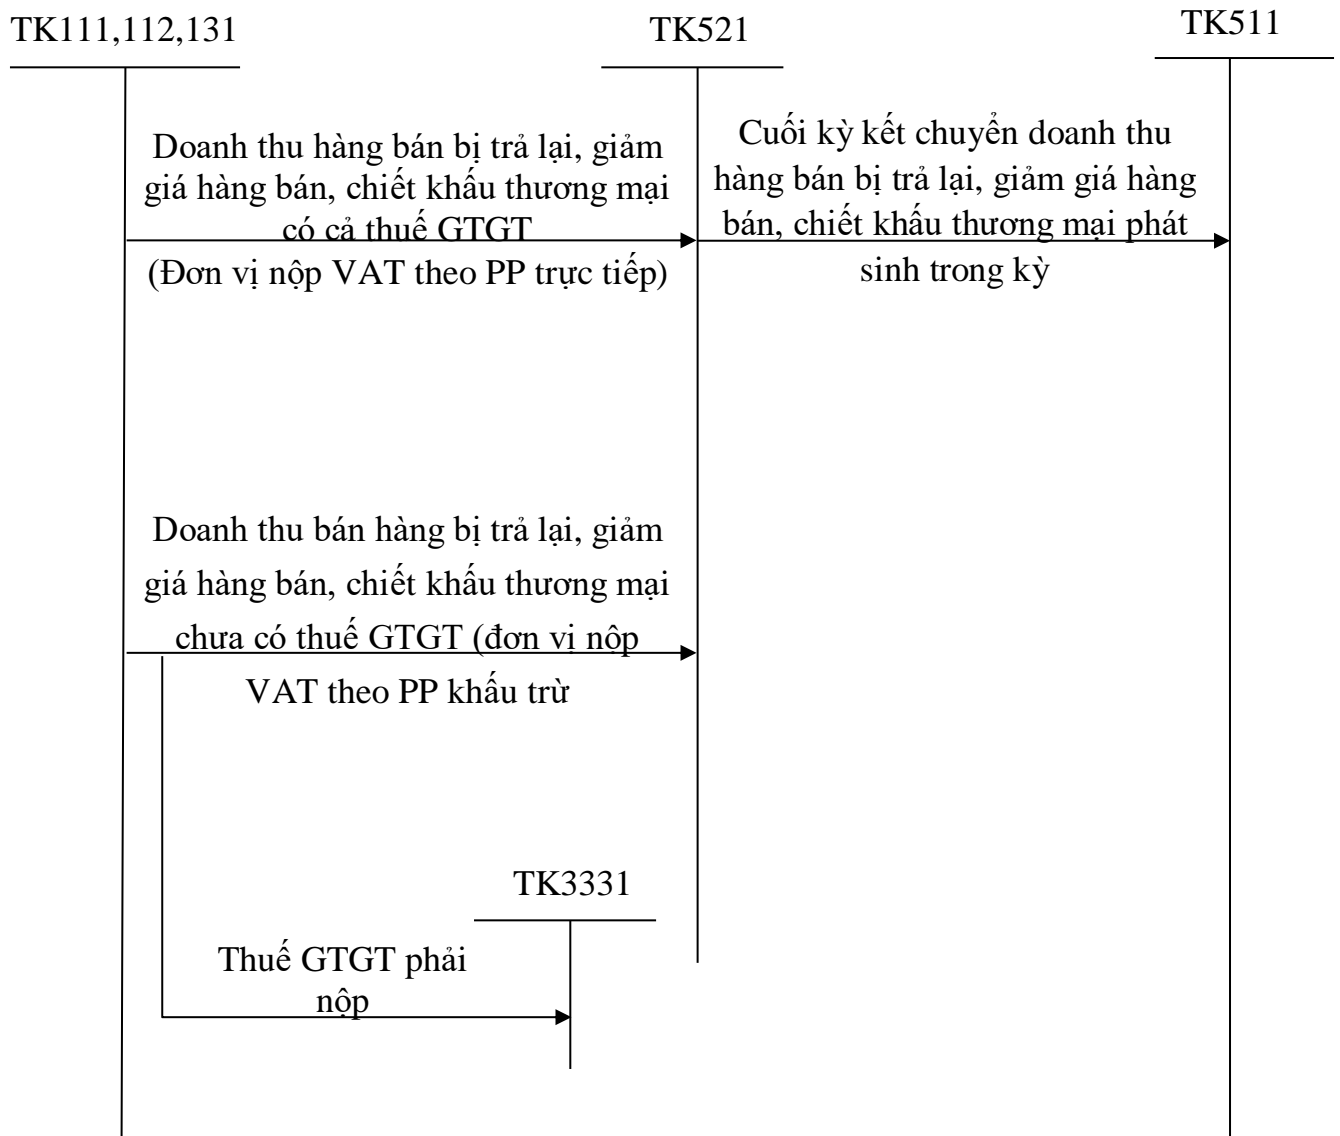 TK111,112,131
TK521
TK511
Doanh thu hàng bán bị trả lại, giảm
giá hàng bán, chiết khấu thương mại
có cả thuế GTGT
(Đơn vị nộp VAT theo PP trực tiếp)
Cuối kỳ kết chuyển doanh thu
hàng bán bị trả lại, giảm giá hàng
bán, chiết khấu thương mại phát
sinh trong kỳ
Doanh thu bán hàng bị trả lại, giảm
giá hàng bán, chiết khấu thương mại
chưa có thuế GTGT (đơn vị nộp
VAT theo PP khấu trừ
TK3331
Thuế GTGT phải
nộp